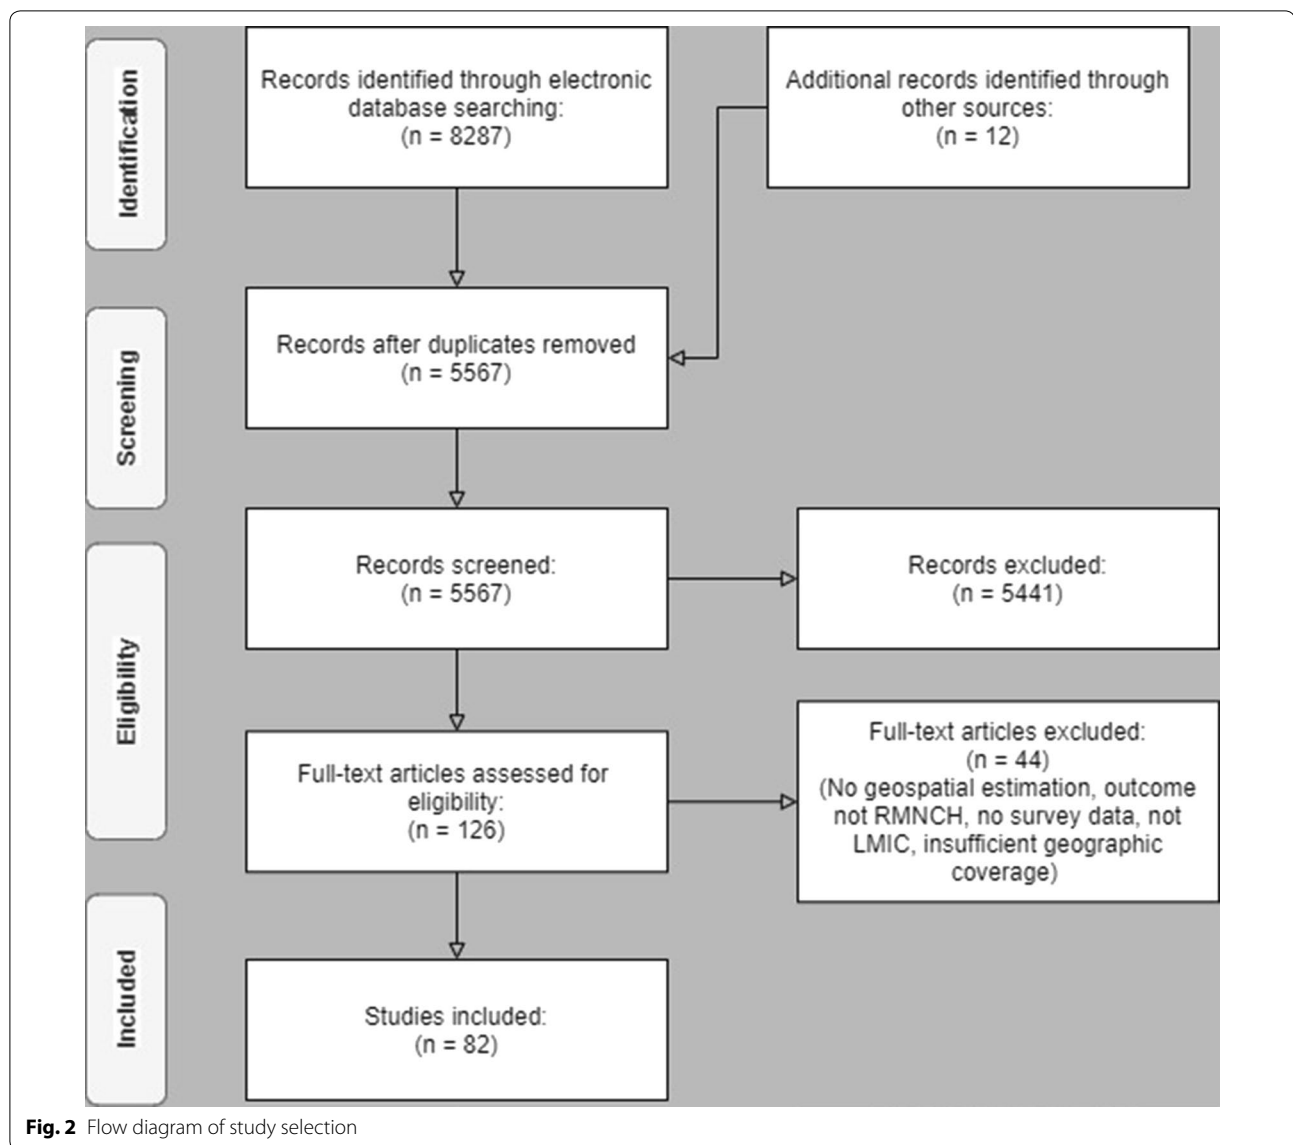 Identification
Records identified through electronic
database searching:
(n = 8287)
Additional records identified through
other sources:
(n = 12)
Screening
Records after duplicates removed
(n = 5567)
Eligibility
Records screened:
(n = 5567)
Records excluded:
(n = 5441)
Full-text articles assessed for
eligibility:
(n = 126)
Full-text articles excluded:
(n = 44)
(No geospatial estimation, outcome
not RMNCH, no survey data, not
LMIC, insufficient geographic
coverage)
Included
Studies included:
(n = 82)
Fig. 2 Flow diagram of study selection